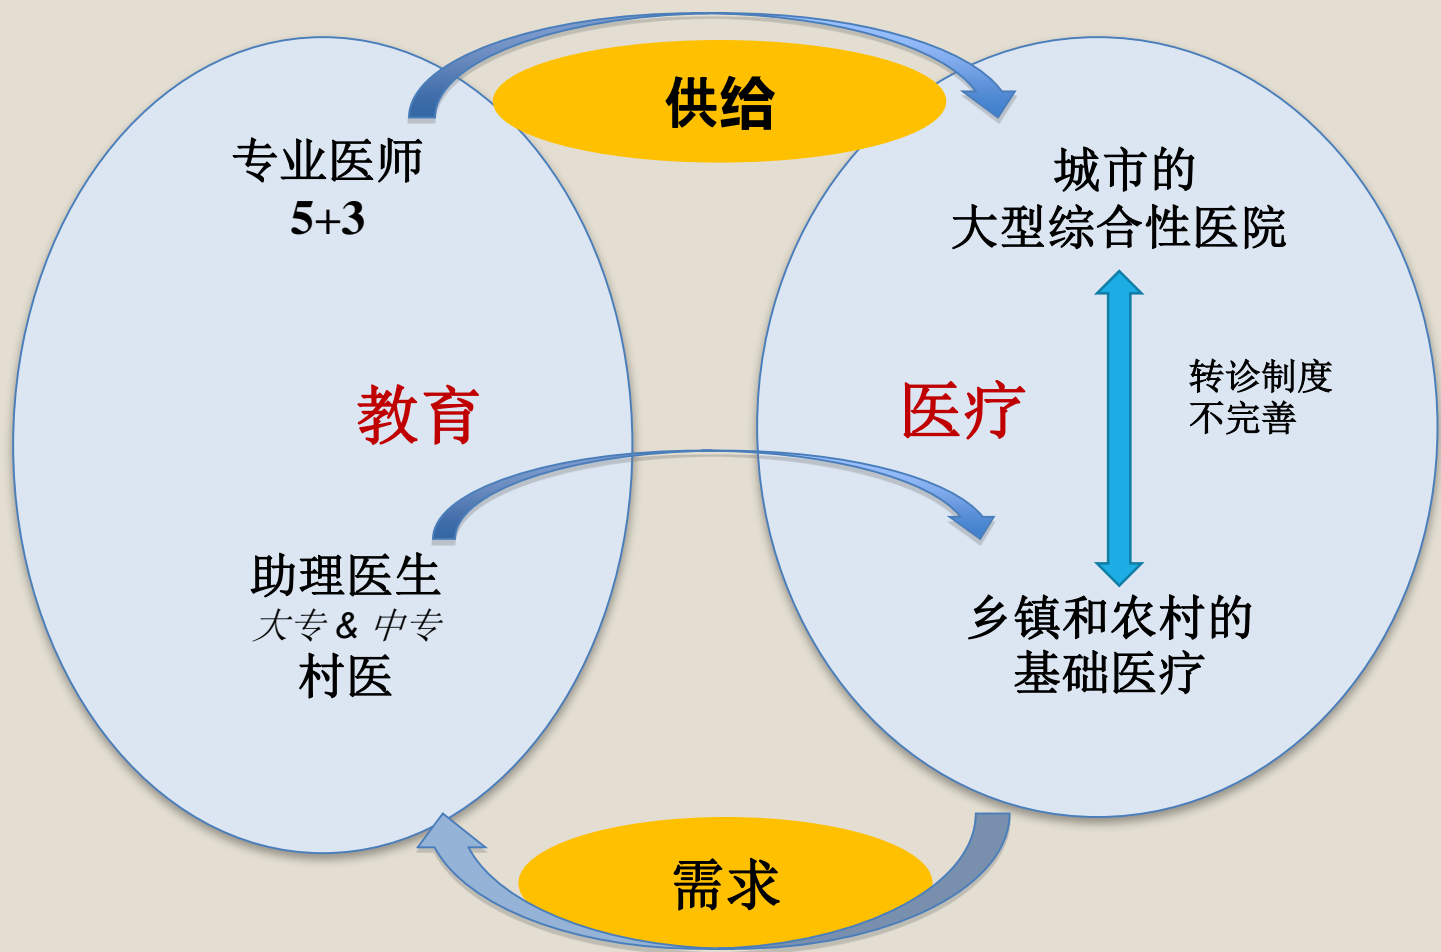 供给
专业医师
5+3
教育
助理医生
大专 & 中专
村医
城市的
大型综合性医院
医疗
转诊制度
不完善
乡镇和农村的
基础医疗
需求